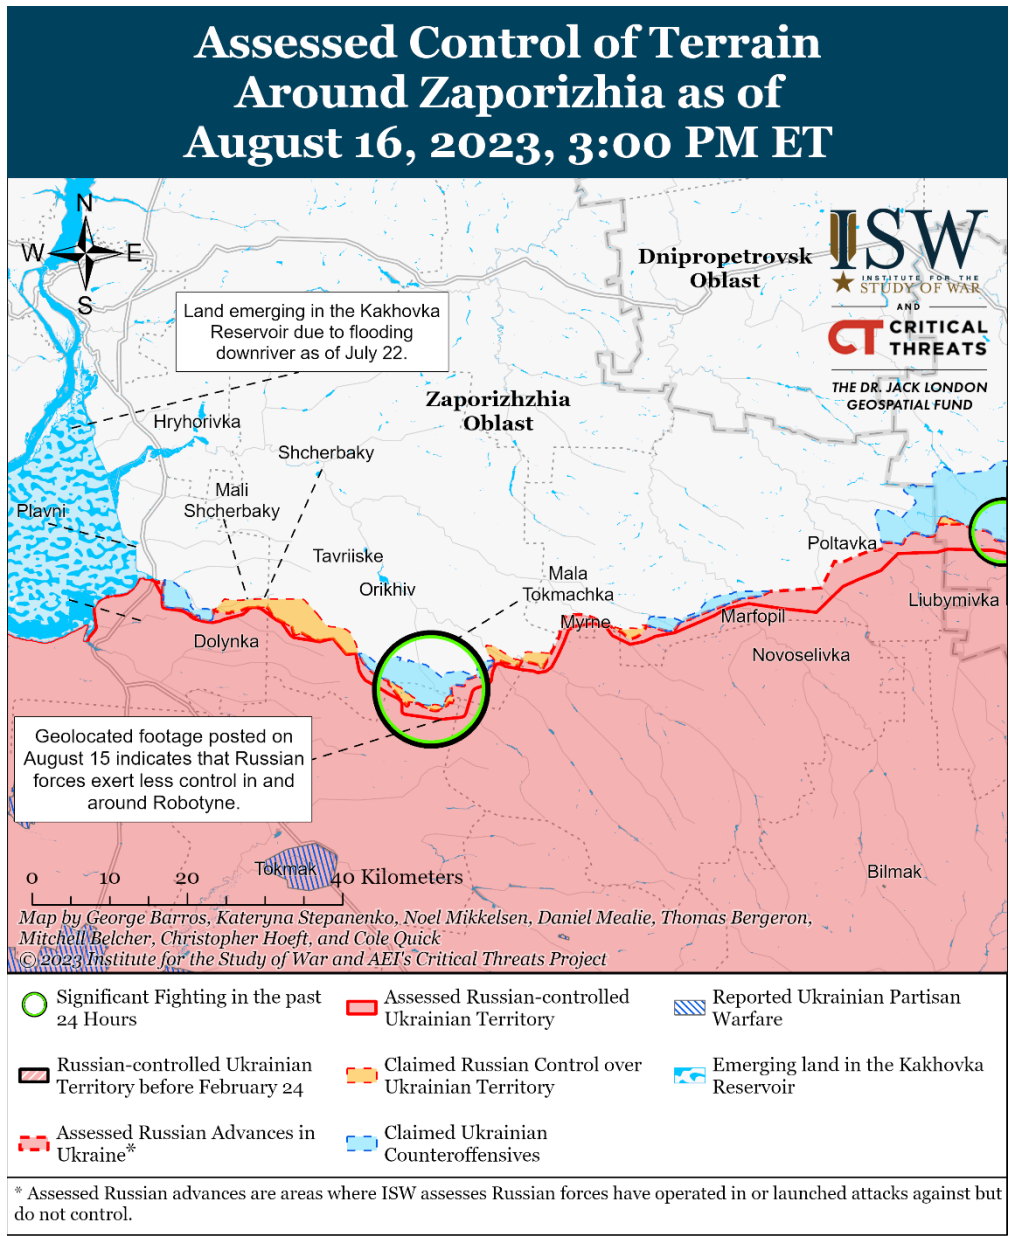 Assessed Control of Terrain
Around Zaporizhia as of
August 16, 2023, 3:00 PM ET
N
W
E
S
ISW
INSTITUTE FOR THE
STUDY OF WAR
AND
CT CRITICAL
THREATS
THE DR. JACK LONDON
GEOSPATIAL FUND
Dnipropetrovsk
Oblast
Land emerging in the Kakhovka
Reservoir due to flooding
downriver as of July 22.
Zaporizhzhia
Oblast
Hryhorivka
Shcherbaky
Mali
Shcherbaky
Plavni
Tavriiske
Orikhiv
Mala
Tokmachka
Poltavka
Liubymivka
Myrne
Marfopil
Dolynka
Novoselivka
Geolocated footage posted on
August 15 indicates that Russian
forces exert less control in and
around Robotyne.
Tokmak
Bilmak
0 10 20 40 Kilometers
Map by George Barros, Kateryna Stepanenko, Noel Mikkelsen, Daniel Mealie, Thomas Bergeron,
Mitchell Belcher, Christopher Hoeft, and Cole Quick
© 2023 Institute for the Study of War and AEI's Critical Threats Project
Significant Fighting in the past
24 Hours
Russian-controlled Ukrainian
Territory before February 24
Assessed Russian Advances in
Ukraine*
Assessed Russian-controlled
Ukrainian Territory
Claimed Russian Control over
Ukrainian Territory
Claimed Ukrainian
Counteroffensives
Reported Ukrainian Partisan
Warfare
Emerging land in the Kakhovka
Reservoir
* Assessed Russian advances are areas where ISW assesses Russian forces have operated in or launched attacks against but
do not control.